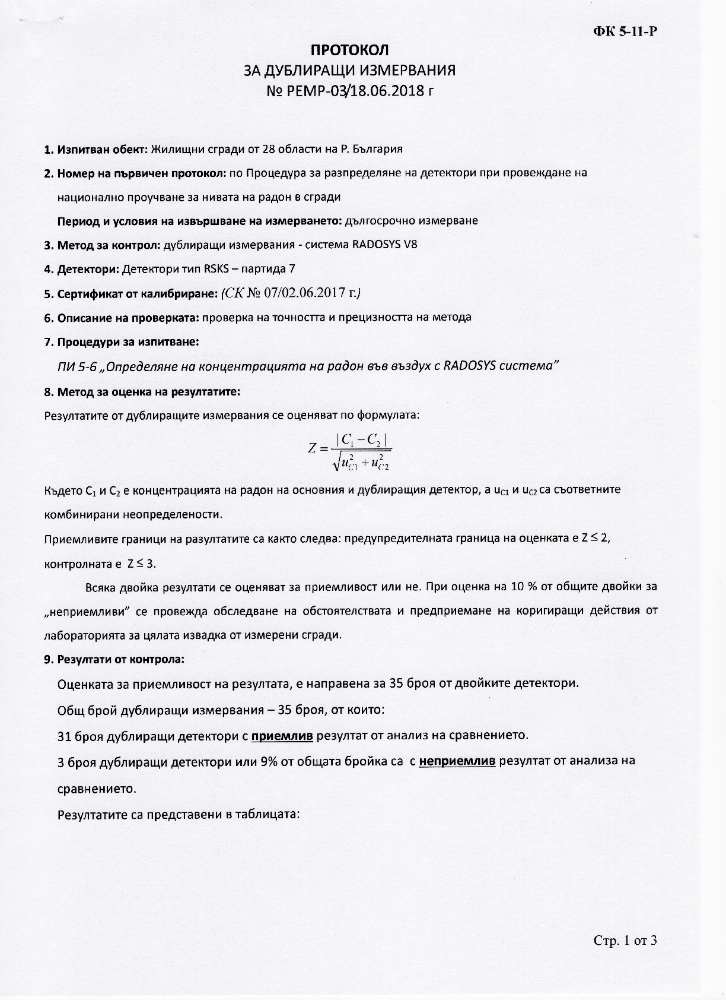 ФК 5-11-Р
ПРОТОКОЛ
ЗА ДУБЛИРАЩИ ИЗМЕРВАНИЯ
№ РЕМР-03/18.06.2018 г
1. Изпитван обект: Жилищни сгради от 28 области на Р. България
2. Номер на първичен протокол: по Процедура за разпределяне на детектори при провеждане на
национално проучване за нивата на радон в сгради
Период и условия на извършване на измерването: дългосрочно измерване
3. Метод за контрол: дублиращи измервания - система RADOSYS V8
4. Детектори: Детектори тип RSKS – партида 7
5. Сертификат от калибриране: (СК № 07/02.06.2017 г.)
6. Описание на проверката: проверка на точността и прецизността на метода
7. Процедури за изпитване:
ПИ 5-6 „Определяне на концентрацията на радон във въздух с RADOSYS система”
8. Метод за оценка на резултатите:
Резултатите от дублиращите измервания се оценяват по формулата:
Z = |C₁ − C₂| / √(u²_C1 + u²_C2)
Където C₁ и C₂ е концентрацията на радон на основния и дублиращия детектор, а u_C1 и u_C2 са съответните
комбинирани неопределености.
Приемливите граници на разултатите са както следва: предупредителната граница на оценката е Z ≤ 2,
контролната е Z ≤ 3.
Всяка двойка резултати се оценяват за приемливост или не. При оценка на 10 % от общите двойки за
„неприемливи” се провежда обследване на обстоятелствата и предприемане на коригиращи действия от
лабораторията за цялата извадка от измерени сгради.
9. Резултати от контрола:
Оценката за приемливост на резултата, е направена за 35 броя от двойките детектори.
Общ брой дублиращи измервания – 35 броя, от които:
31 броя дублиращи детектори с приемлив резултат от анализ на сравнението.
3 броя дублиращи детектори или 9% от общата бройка са с неприемлив резултат от анализа на
сравнението.
Резултатите са представени в таблицата:
Стр. 1 от 3